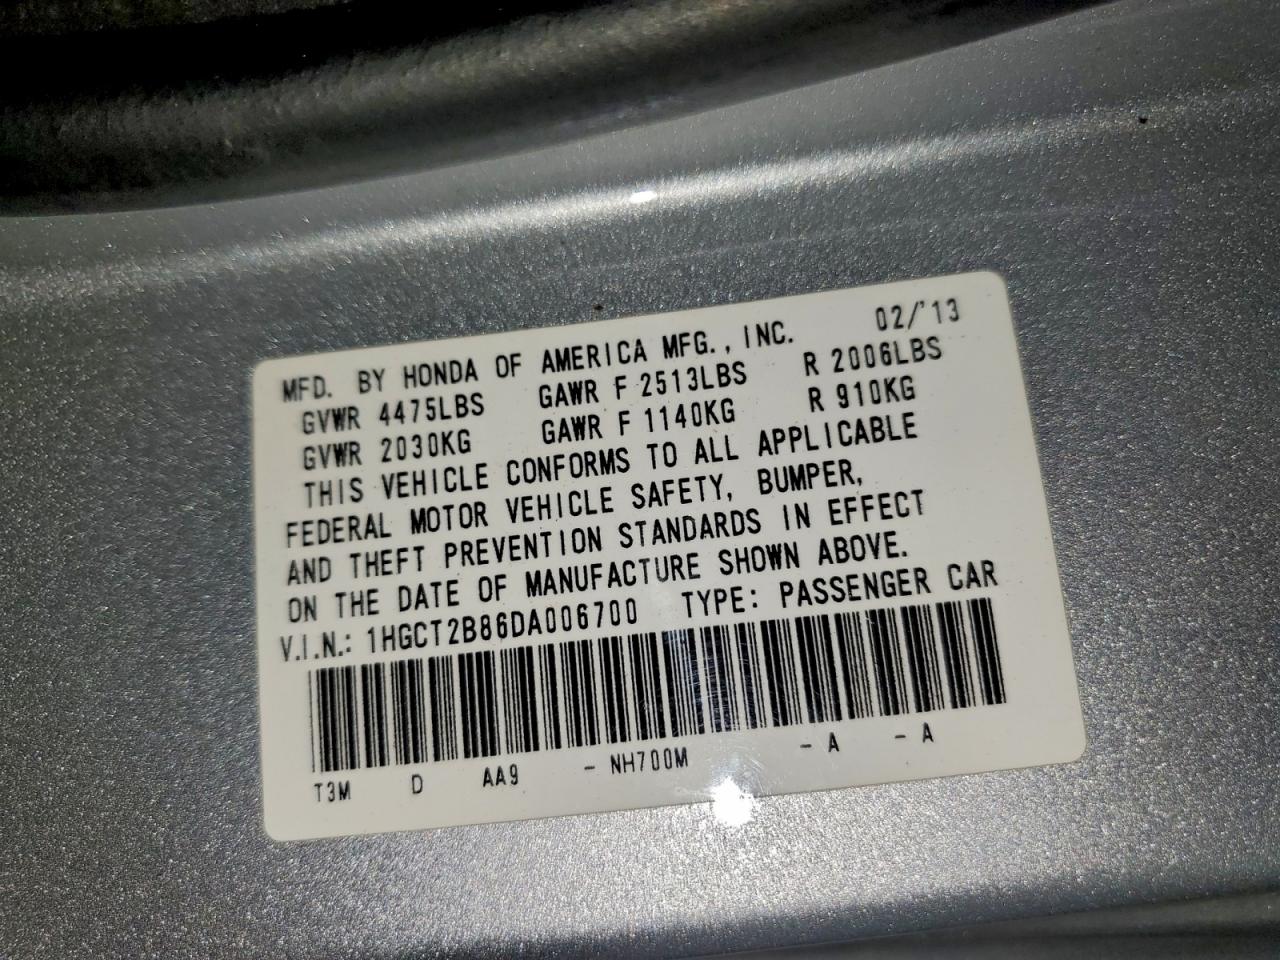 MFD. BY HONDA OF AMERICA MFG., INC. 02/'13
GVWR 4475LBS GAWR F 2513LBS R 2006LBS
GVWR 2030KG GAWR F 1140KG R 910KG
THIS VEHICLE CONFORMS TO ALL APPLICABLE
FEDERAL MOTOR VEHICLE SAFETY, BUMPER,
AND THEFT PREVENTION STANDARDS IN EFFECT
ON THE DATE OF MANUFACTURE SHOWN ABOVE.
V.I.N.: 1HGCT2B86DA006700 TYPE: PASSENGER CAR
T3M D AA9 - NH700M - A - A